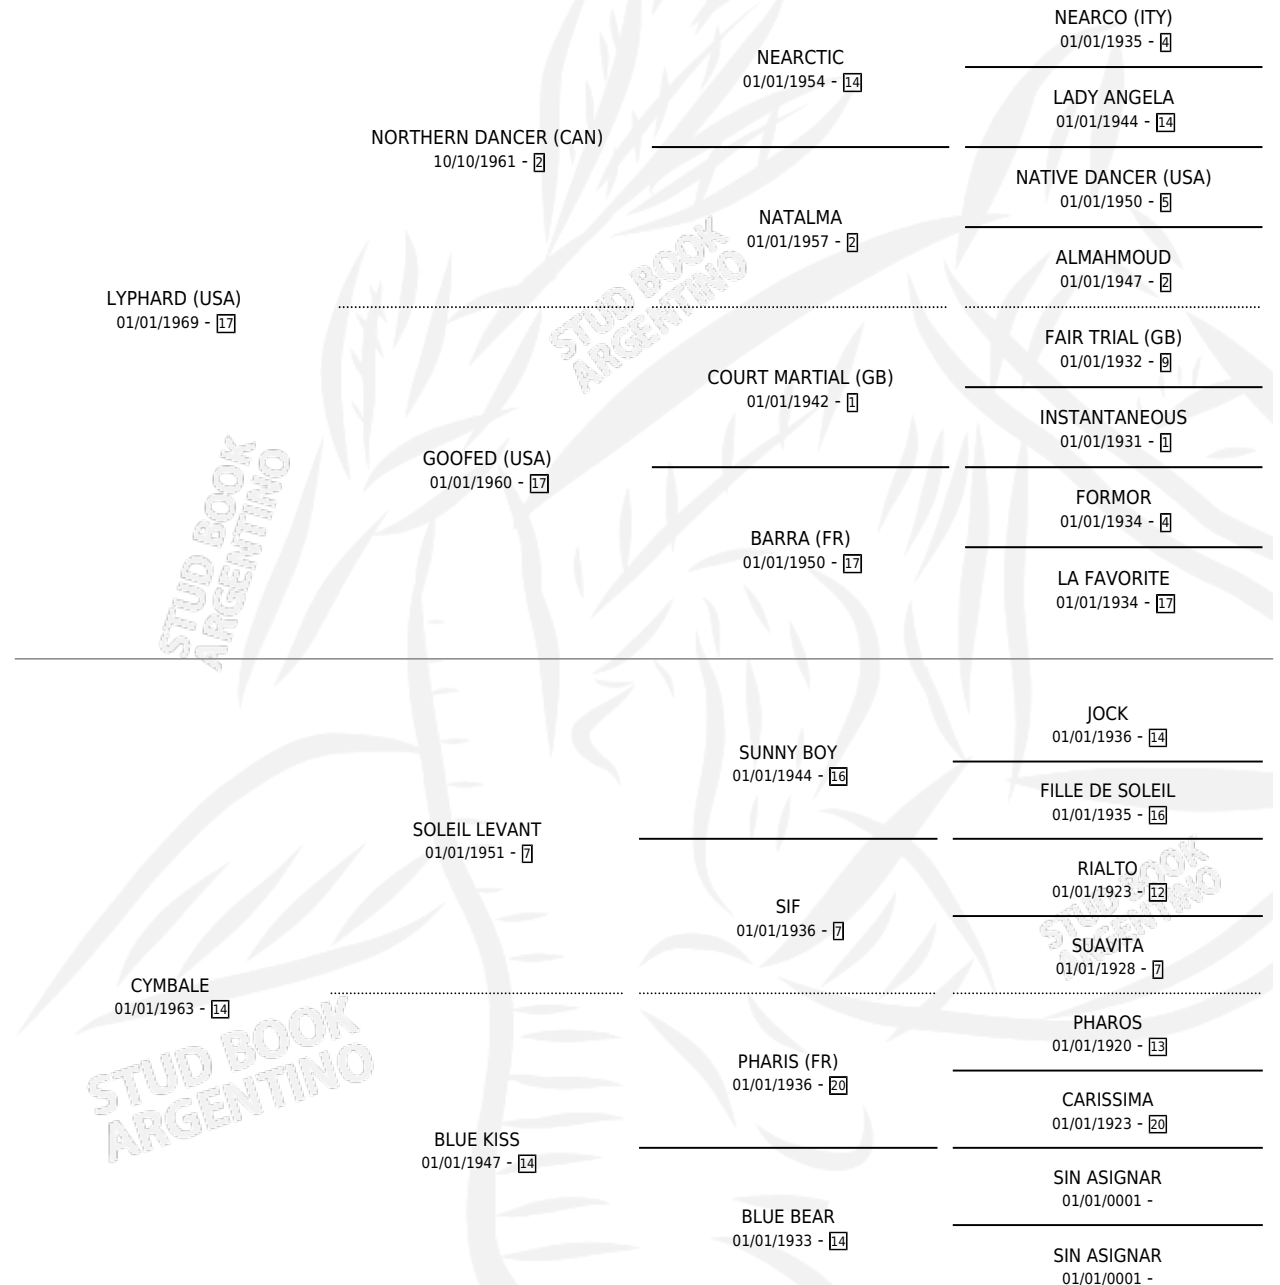 NEARCO (ITY)
01/01/1935 - 4
NEARCTIC
01/01/1954 - 14
LADY ANGELA
01/01/1944 - 14
NORTHERN DANCER (CAN)
10/10/1961 - 2
NATIVE DANCER (USA)
01/01/1950 - 5
NATALMA
01/01/1957 - 2
ALMAHMOUD
01/01/1947 - 2
LYPHARD (USA)
01/01/1969 - 17
FAIR TRIAL (GB)
01/01/1932 - 9
COURT MARTIAL (GB)
01/01/1942 - 1
INSTANTANEOUS
01/01/1931 - 1
GOOFED (USA)
01/01/1960 - 17
FORMOR
01/01/1934 - 4
BARRA (FR)
01/01/1950 - 17
LA FAVORITE
01/01/1934 - 17
JOCK
01/01/1936 - 14
SUNNY BOY
01/01/1944 - 16
FILLE DE SOLEIL
01/01/1935 - 16
SOLEIL LEVANT
01/01/1951 - 7
RIALTO
01/01/1923 - 12
SIF
01/01/1936 - 7
SUAVITA
01/01/1928 - 7
CYMBALE
01/01/1963 - 14
PHAROS
01/01/1920 - 13
PHARIS (FR)
01/01/1936 - 20
CARISSIMA
01/01/1923 - 20
BLUE KISS
01/01/1947 - 14
SIN ASIGNAR
01/01/0001 -
BLUE BEAR
01/01/1933 - 14
SIN ASIGNAR
01/01/0001 -
STUD BOOK
ARGENTINO
STUD BOOK
ARGENTINO
STUD BOOK
ARGENTINO
STUD BOOK
ARGENTINO